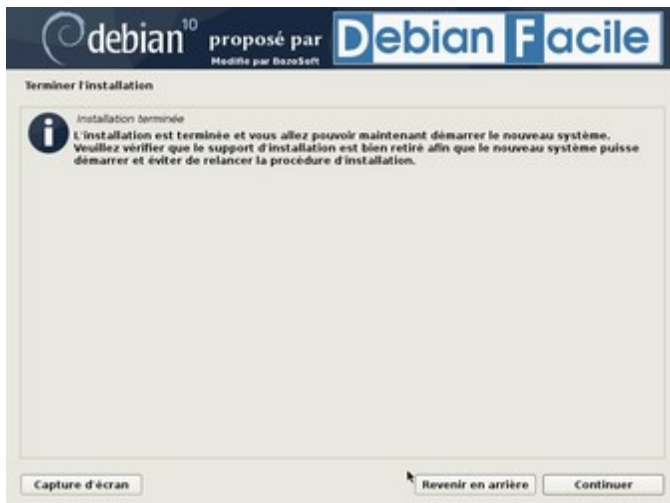 debian 10 proposé par Debian Facile
Modifié par BozoSoft
Terminer l'installation
Installation terminée
L'installation est terminée et vous allez pouvoir maintenant démarrer le nouveau système.
Veuillez vérifier que le support d'installation est bien retiré afin que le nouveau système puisse
démarrer et éviter de relancer la procédure d'installation.
Capture d'écran
Revenir en arrière
Continuer